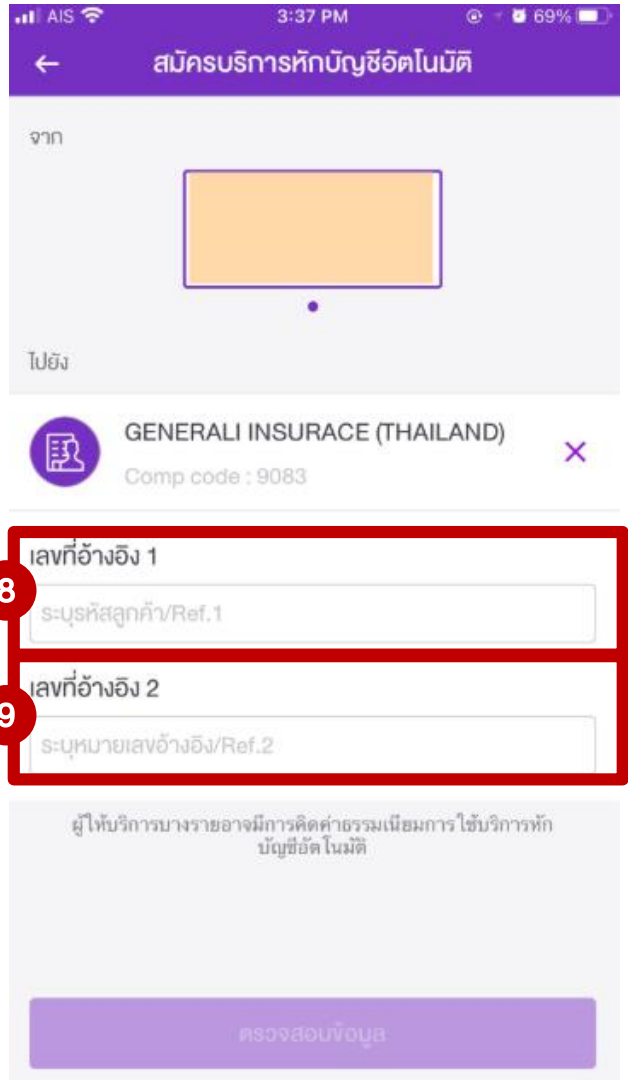 AIS 3:37 PM 69%
สมัครบริการหักบัญชีอัตโนมัติ
จาก
ไปยัง
GENERALI INSURACE (THAILAND)
Comp code : 9083
เลขที่อ้างอิง 1
8
ระบุรหัสลูกค้า/Ref.1
เลขที่อ้างอิง 2
9
ระบุหมายเลขอ้างอิง/Ref.2
ผู้ให้บริการบางรายอาจมีการคิดค่าธรรมเนียมการใช้บริการหัก
บัญชีอัตโนมัติ
ตรวจสอบข้อมูล